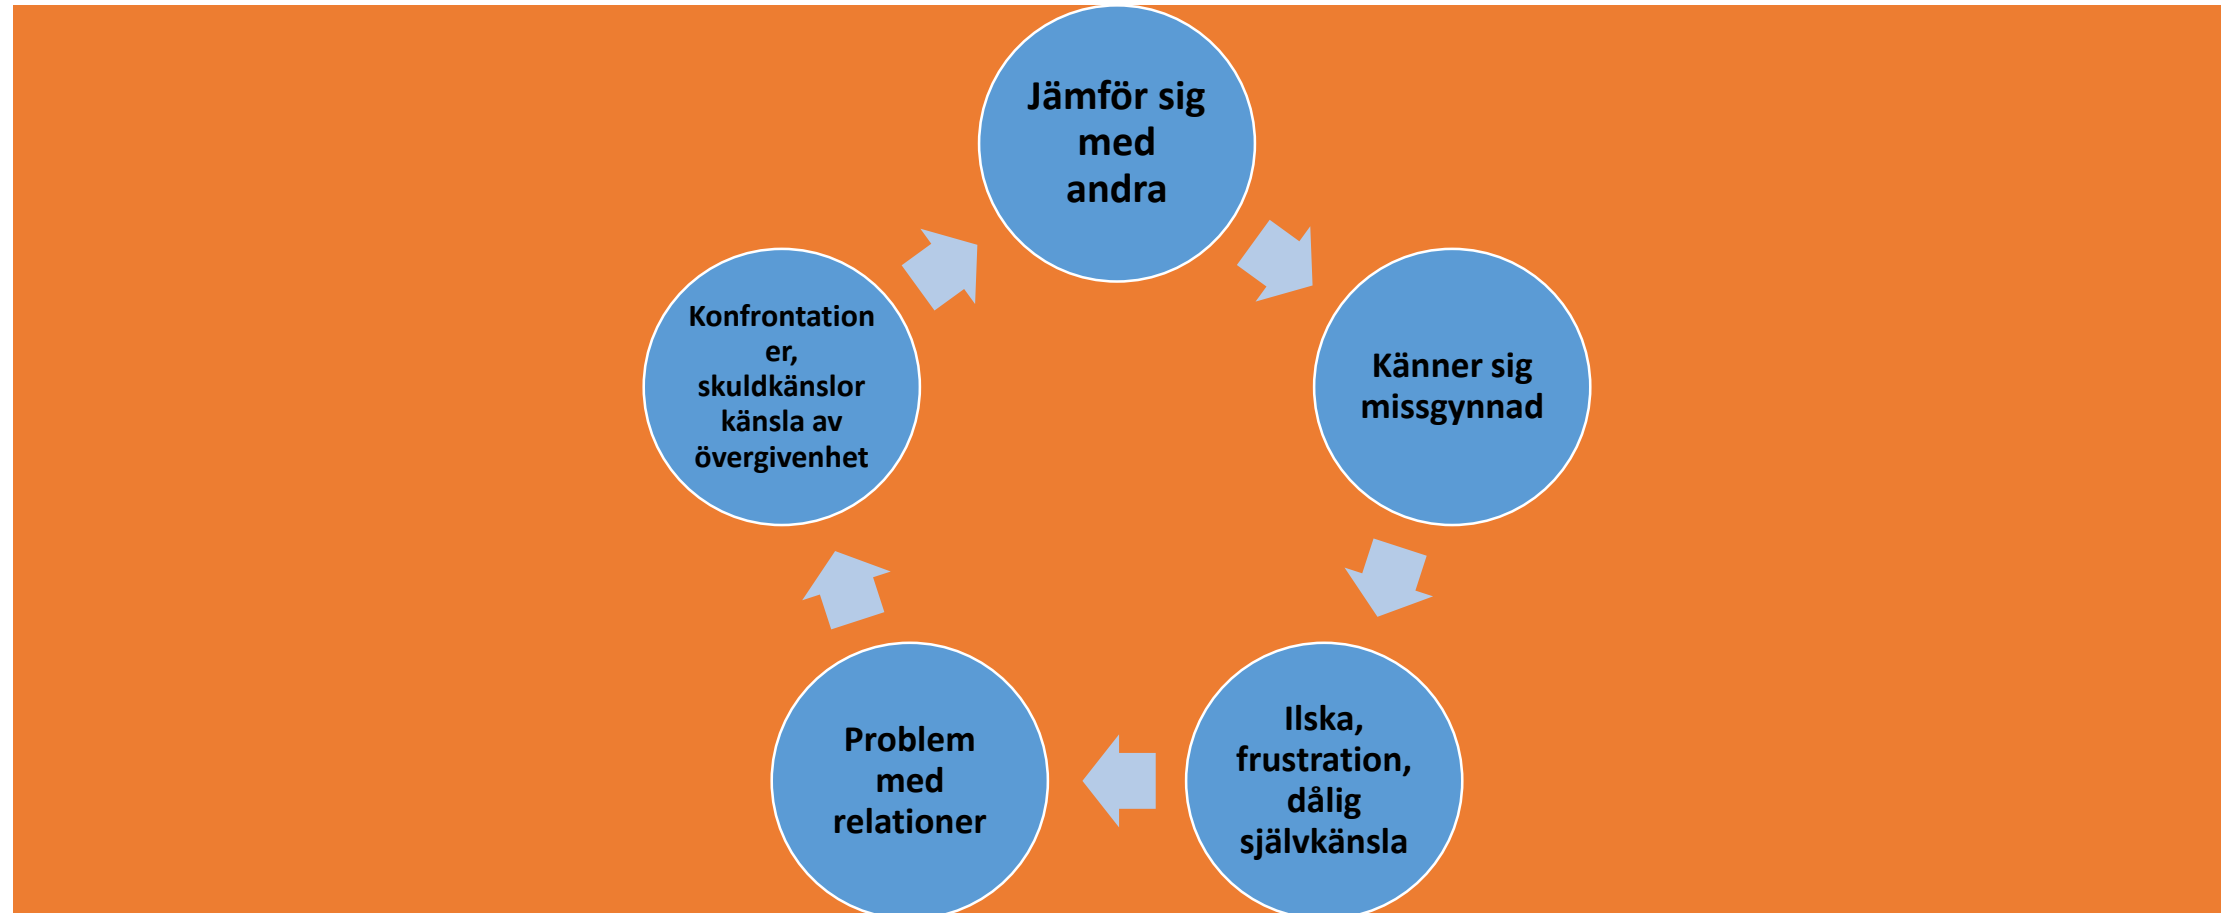 Jämför sig
med
andra
Känner sig
missgynnad
Ilska,
frustration,
dålig
självkänsla
Problem
med
relationer
Konfrontation
er,
skuldkänslor
känsla av
övergivenhet